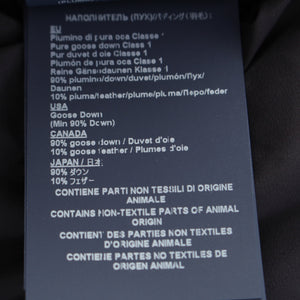 НАПОЛНИТЕЛЬ (ПУХ)/パディング(羽毛):
EU
Piumino di pura oca Classe 1
Pure goose down Class 1
Pur duvet d'oie Classe 1
Plumón de pura oca Clase 1
Reine Gänsedaunen Klasse 1
90% piumino/down/duvet/plumón/пух/
Daunen
10% piuma/feather/plume/pluma/перо/feder
USA
Goose Down
(Min 90% Down)
CANADA
90% goose down / Duvet d'oie
10% goose feather / Plumes d'oie
JAPAN / 日本
90% ダウン
10% フェザー
CONTIENE PARTI NON TESSILI DI ORIGINE
ANIMALE
CONTAINS NON-TEXTILE PARTS OF ANIMAL
ORIGIN
CONTIENT DES PARTIES NON TEXTILES
D'ORIGINE ANIMALE
CONTIENE PARTES NO TEXTILES DE
ORIGEN ANIMAL